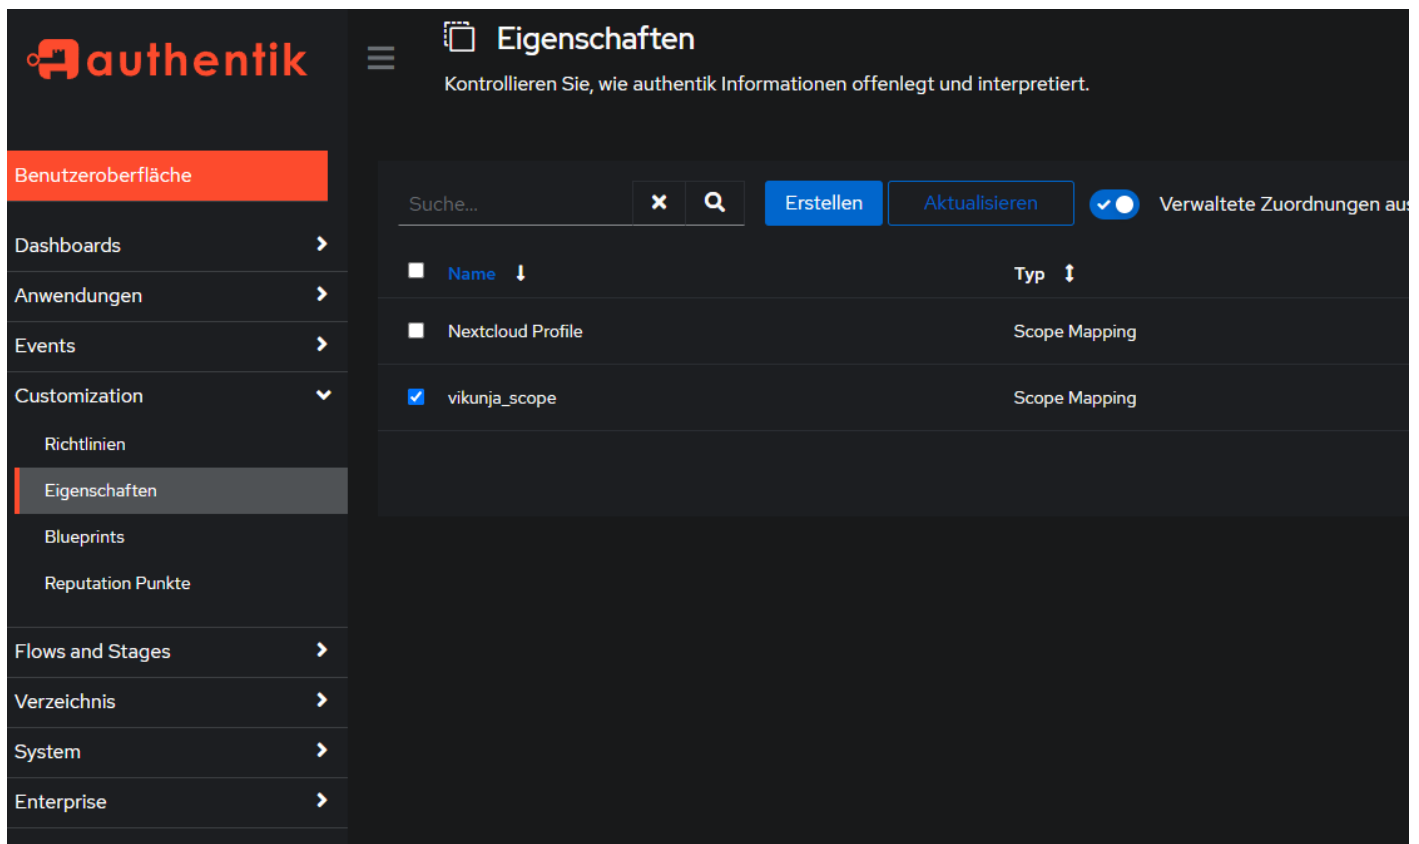 authentik
Eigenschaften
Kontrollieren Sie, wie authentik Informationen offenlegt und interpretiert.
Benutzeroberfläche
Dashboards
Anwendungen
Events
Customization
Richtlinien
Eigenschaften
Blueprints
Reputation Punkte
Flows and Stages
Verzeichnis
System
Enterprise
Suche... Erstellen Aktualisieren Verwaltete Zuordnungen aus
Name Typ
Nextcloud Profile Scope Mapping
vikunja_scope Scope Mapping